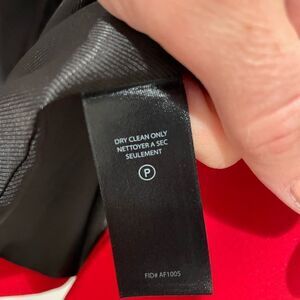 DRY CLEAN ONLY
NETTOYER A SEC
SEULEMENT
P
FID# AF1005